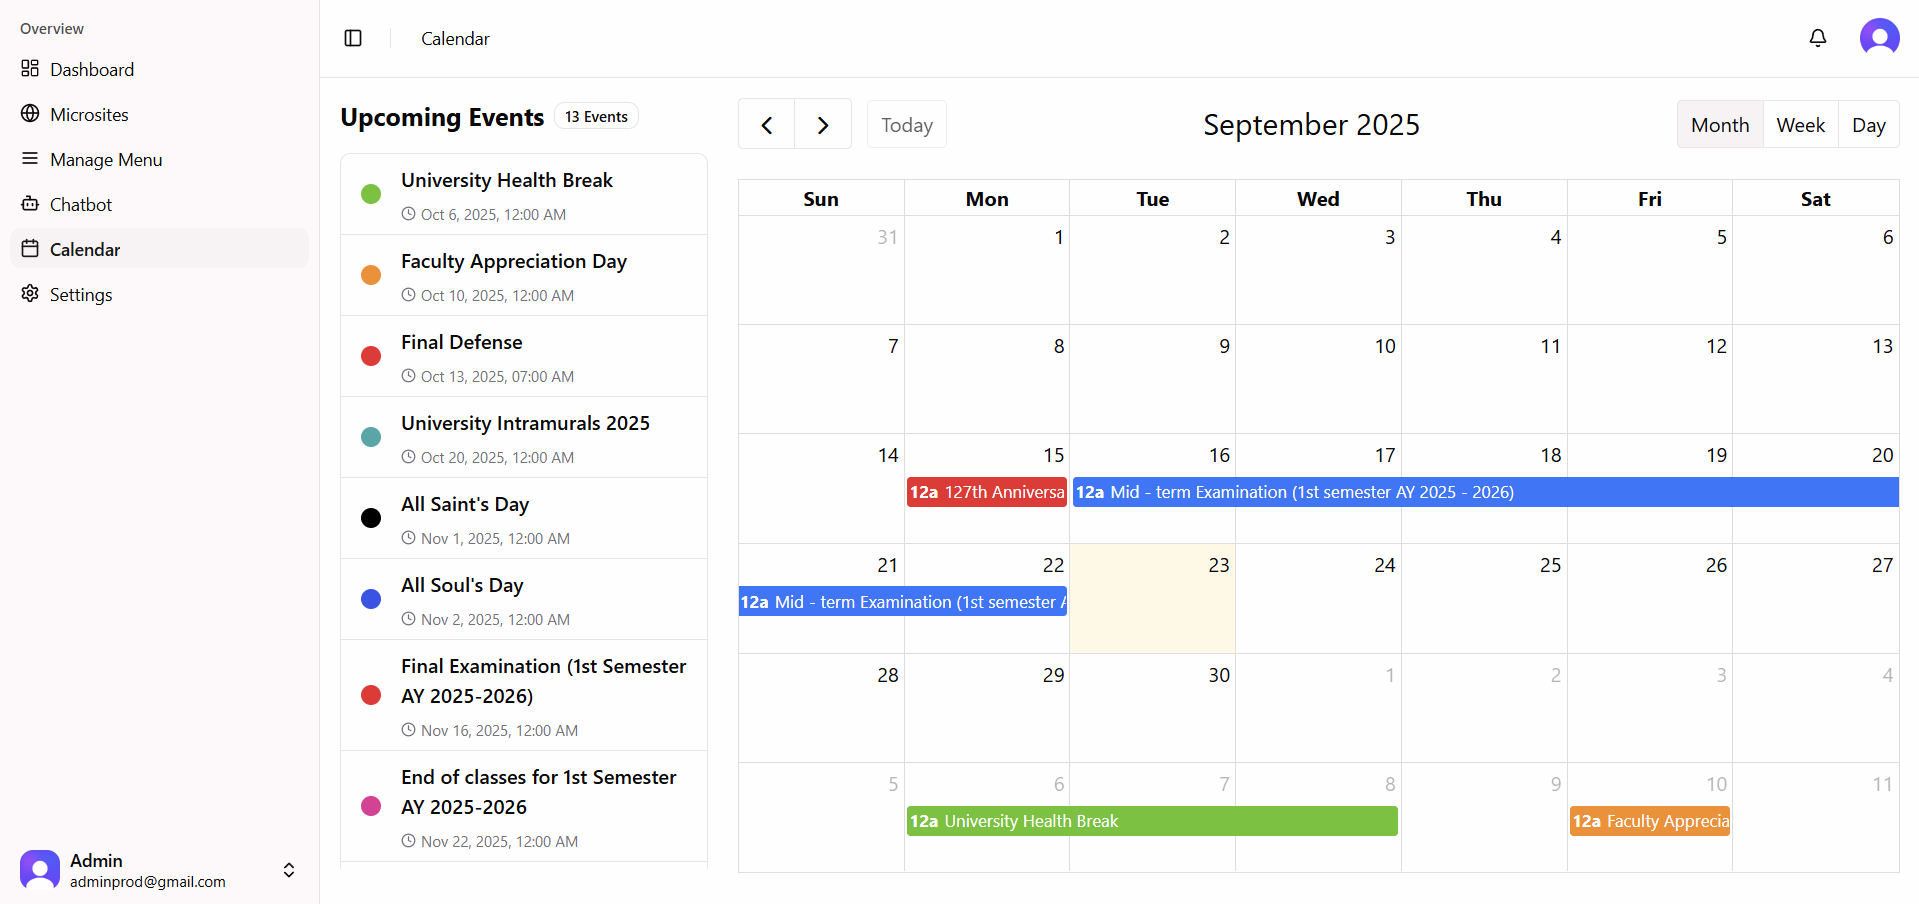 Overview
Dashboard
Microsites
Manage Menu
Chatbot
Calendar
Settings
Admin
adminprod@gmail.com
Calendar
Upcoming Events 13 Events
University Health Break
Oct 6, 2025, 12:00 AM
Faculty Appreciation Day
Oct 10, 2025, 12:00 AM
Final Defense
Oct 13, 2025, 07:00 AM
University Intramurals 2025
Oct 20, 2025, 12:00 AM
All Saint's Day
Nov 1, 2025, 12:00 AM
All Soul's Day
Nov 2, 2025, 12:00 AM
Final Examination (1st Semester
AY 2025-2026)
Nov 16, 2025, 12:00 AM
End of classes for 1st Semester
AY 2025-2026
Nov 22, 2025, 12:00 AM
Today September 2025 Month Week Day
Sun Mon Tue Wed Thu Fri Sat
31 1 2 3 4 5 6
7 8 9 10 11 12 13
14 15 16 17 18 19 20
12a 127th Anniversa 12a Mid - term Examination (1st semester AY 2025 - 2026)
21 22 23 24 25 26 27
12a Mid - term Examination (1st semester A
28 29 30 1 2 3 4
5 6 7 8 9 10 11
12a University Health Break 12a Faculty Apprecia